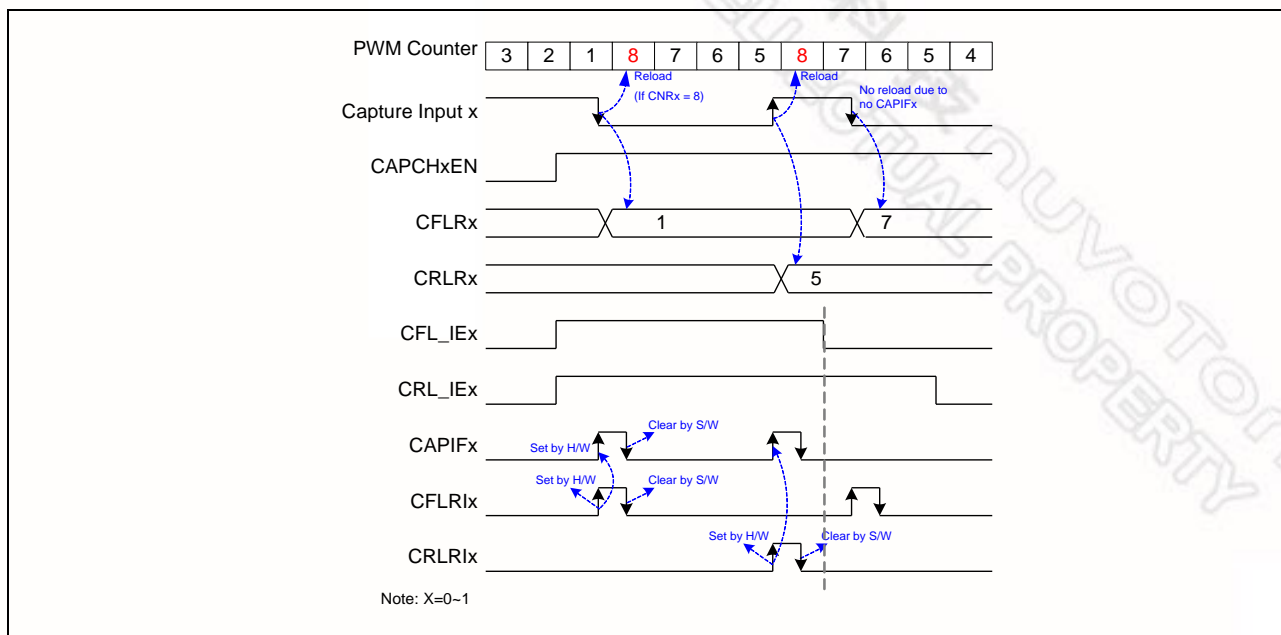 PWM Counter 3 2 1 8 7 6 5 8 7 6 5 4
Reload
(If CNRx = 8)
Reload
No reload due to
no CAPIFx
Capture Input x
CAPCHxEN
CFLRx 1 7
CRLRx 5
CFL_IEx
CRL_IEx
CAPIFx Set by H/W Clear by S/W
CFLRIx Set by H/W Clear by S/W
CRLRIx Set by H/W Clear by S/W
Note: X=0~1
nuvoTon
PROPERTY